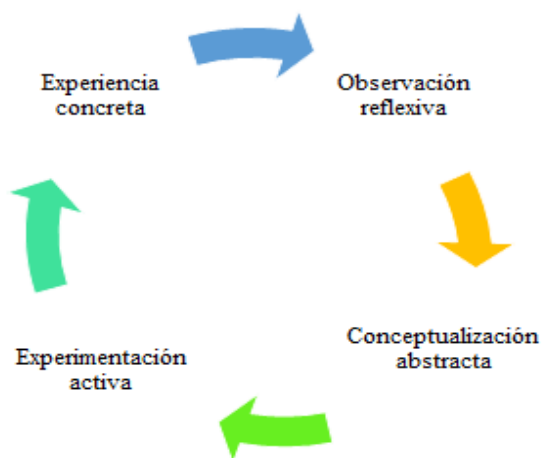 Experiencia
concreta
Observación
reflexiva
Conceptualización
abstracta
Experimentación
activa